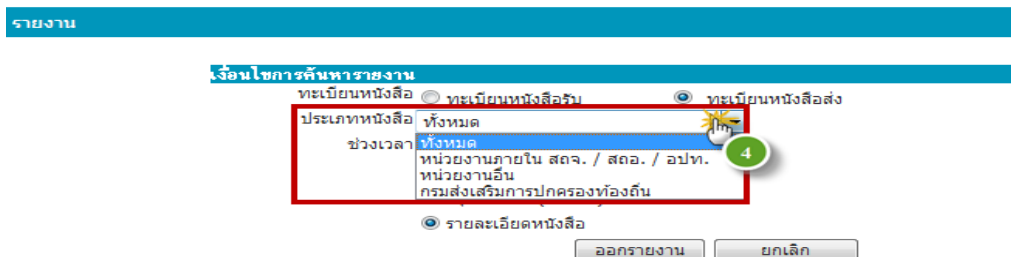 รายงาน
เงื่อนไขการค้นหารายงาน
ทะเบียนหนังสือ ทะเบียนหนังสือรับ ทะเบียนหนังสือส่ง
ประเภทหนังสือ ทั้งหมด
ช่วงเวลา ทั้งหมด
4
หน่วยงานภายใน สถจ. / สถอ. / อปท.
หน่วยงานอื่น
กรมส่งเสริมการปกครองท้องถิ่น
รายละเอียดหนังสือ
ออกรายงาน ยกเลิก